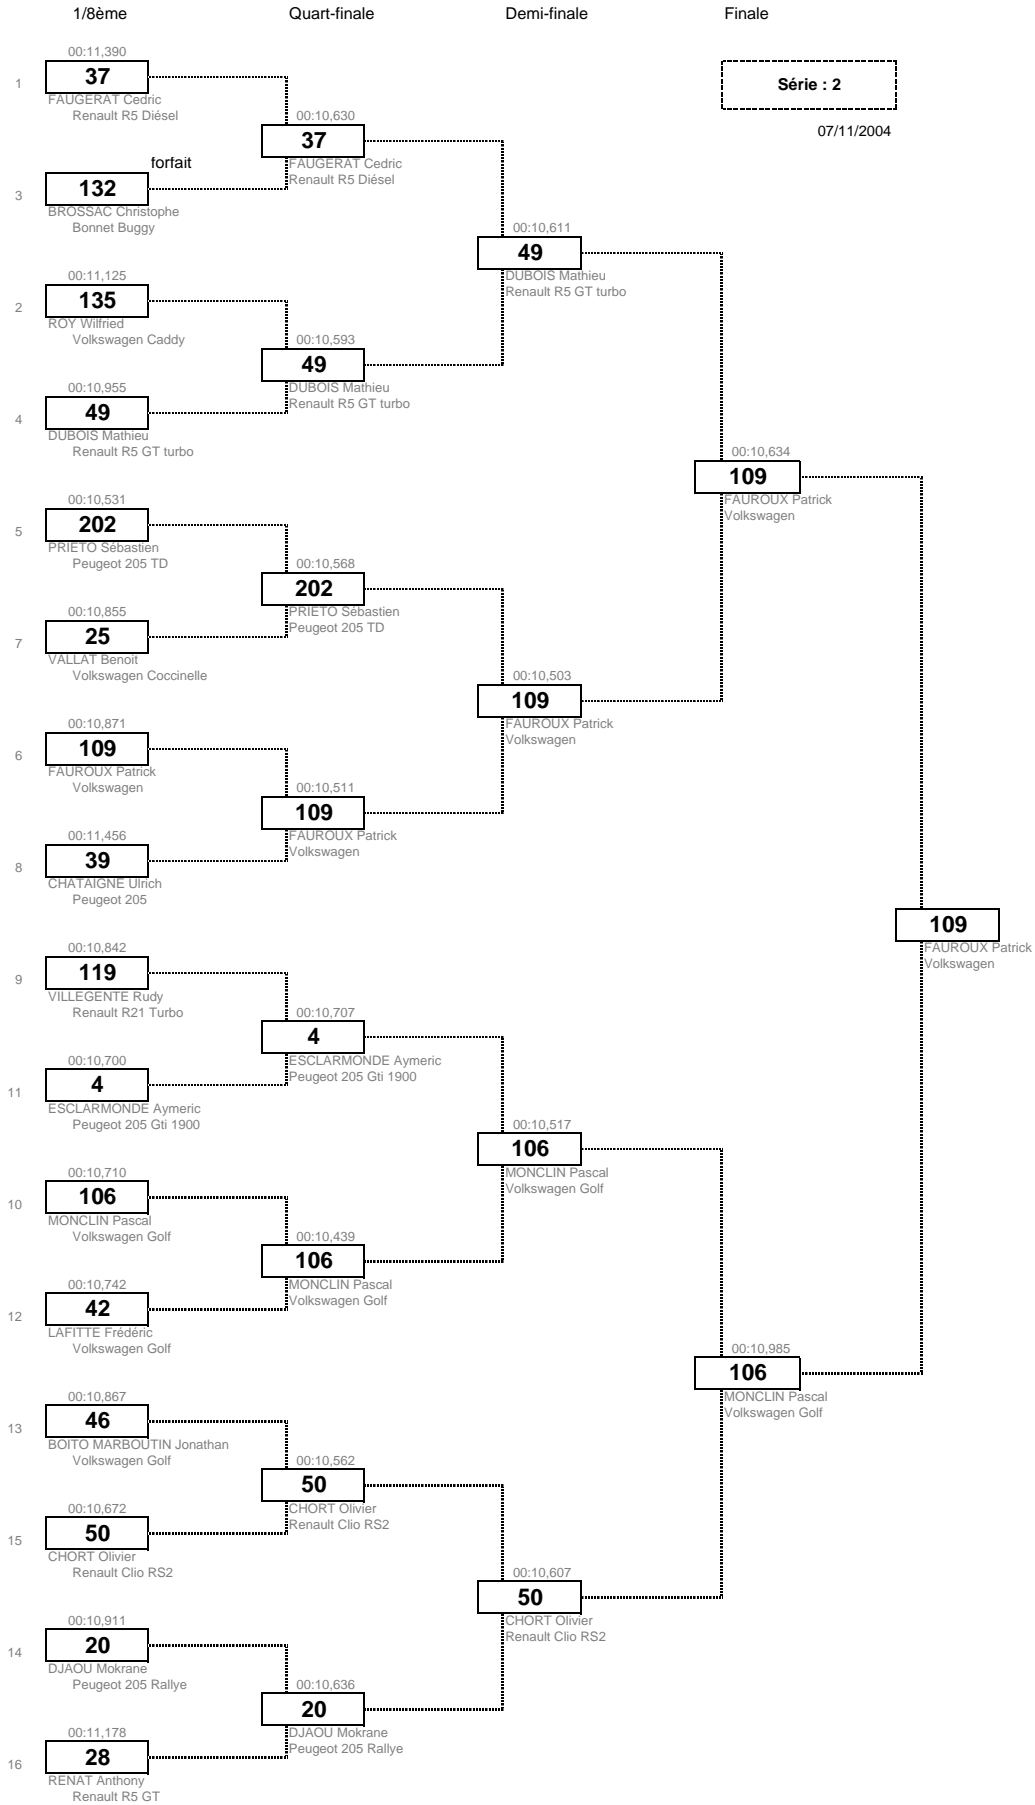 1/8ème
Quart-finale
Demi-finale
Finale
Série : 2
07/11/2004
00:11,390
1
37
FAUGERAT Cedric
Renault R5 Diésel
00:10,630
37
FAUGERAT Cedric
Renault R5 Diésel
forfait
3
132
BROSSAC Christophe
Bonnet Buggy
00:10,611
49
DUBOIS Mathieu
Renault R5 GT turbo
00:11,125
2
135
ROY Wilfried
Volkswagen Caddy
00:10,593
49
DUBOIS Mathieu
Renault R5 GT turbo
00:10,955
4
49
DUBOIS Mathieu
Renault R5 GT turbo
00:10,634
109
FAUROUX Patrick
Volkswagen
00:10,531
5
202
PRIETO Sébastien
Peugeot 205 TD
00:10,568
202
PRIETO Sébastien
Peugeot 205 TD
00:10,855
7
25
VALLAT Benoit
Volkswagen Coccinelle
00:10,503
109
FAUROUX Patrick
Volkswagen
00:10,871
6
109
FAUROUX Patrick
Volkswagen
00:10,511
109
FAUROUX Patrick
Volkswagen
00:11,456
8
39
CHATAIGNE Ulrich
Peugeot 205
109
FAUROUX Patrick
Volkswagen
00:10,842
9
119
VILLEGENTE Rudy
Renault R21 Turbo
00:10,707
4
ESCLARMONDE Aymeric
Peugeot 205 Gti 1900
00:10,700
11
4
ESCLARMONDE Aymeric
Peugeot 205 Gti 1900
00:10,517
106
MONCLIN Pascal
Volkswagen Golf
00:10,710
10
106
MONCLIN Pascal
Volkswagen Golf
00:10,439
106
MONCLIN Pascal
Volkswagen Golf
00:10,742
12
42
LAFITTE Frédéric
Volkswagen Golf
00:10,985
106
MONCLIN Pascal
Volkswagen Golf
00:10,867
13
46
BOITO MARBOUTIN Jonathan
Volkswagen Golf
00:10,562
50
CHORT Olivier
Renault Clio RS2
00:10,672
15
50
CHORT Olivier
Renault Clio RS2
00:10,607
50
CHORT Olivier
Renault Clio RS2
00:10,911
14
20
DJAOU Mokrane
Peugeot 205 Rallye
00:10,636
20
DJAOU Mokrane
Peugeot 205 Rallye
00:11,178
16
28
RENAT Anthony
Renault R5 GT